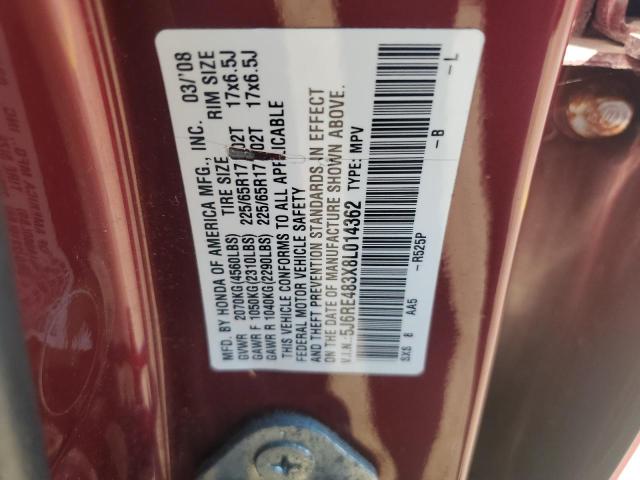 MFD. BY HONDA OF AMERICA MFG., INC. 03/'08
GVWR 2070KG(4560LBS) TIRE SIZE RIM SIZE
GAWR F 1050KG(2310LBS) 225/65R17 02T 17x6.5J
GAWR R 1040KG(2290LBS) 225/65R17 02T 17x6.5J
THIS VEHICLE CONFORMS TO ALL APPLICABLE
FEDERAL MOTOR VEHICLE SAFETY
AND THEFT PREVENTION STANDARDS IN EFFECT
ON THE DATE OF MANUFACTURE SHOWN ABOVE.
V.I.N. 5J6RE483X8L014362 TYPE: MPV
SXS 8 AA5 -R525P -B -L